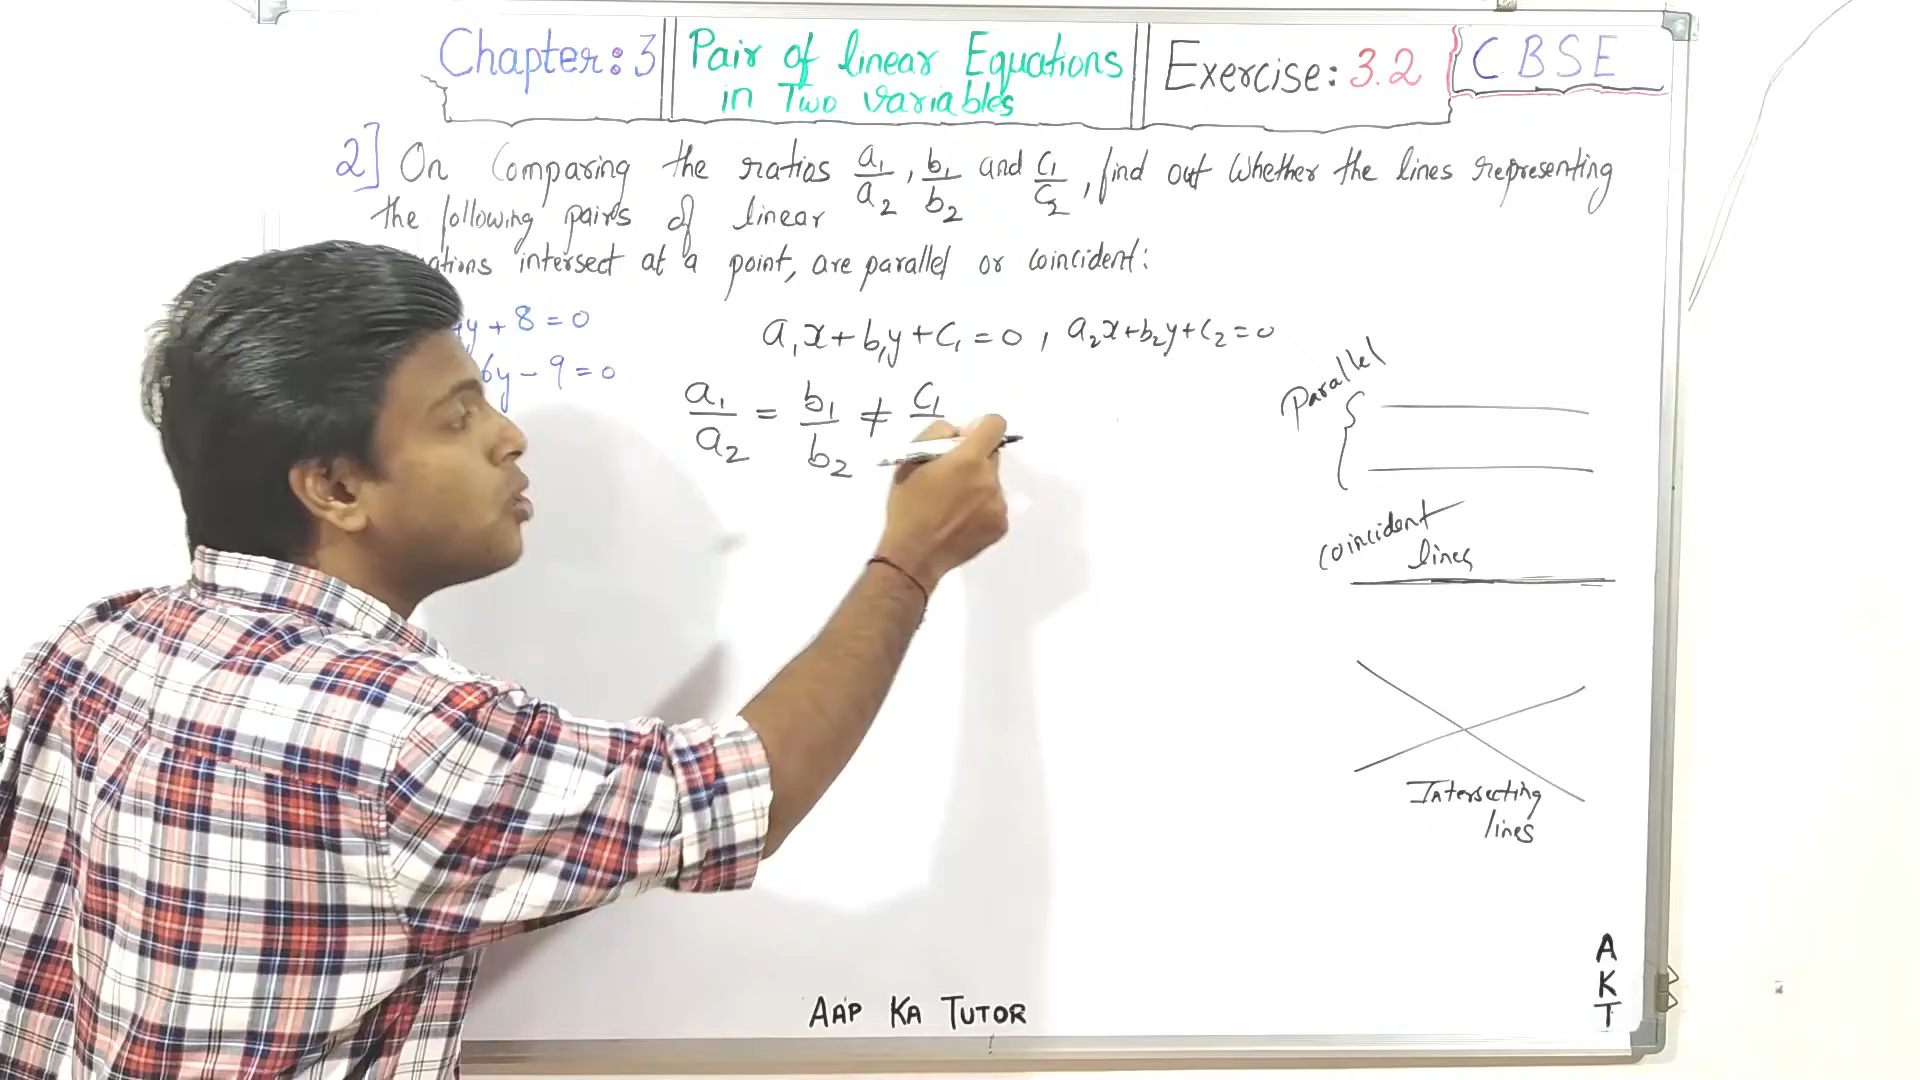 Chapter: 3
Pair of linear Equations
in Two variables
Exercise: 3.2
CBSE
2] On Comparing the ratios a₁/a₂, b₁/b₂ and c₁/c₂, find out Whether the lines representing
the following pairs of linear
ations intersect at a point, are parallel or coincident:
y + 8 = 0
6y - 9 = 0
a₁x + b₁y + c₁ = 0, a₂x + b₂y + c₂ = 0
a₁/a₂ = b₁/b₂ ≠ c₁
Parallel
coincident
lines
Intersecting
lines
AAP KA TUTOR
A
K
T